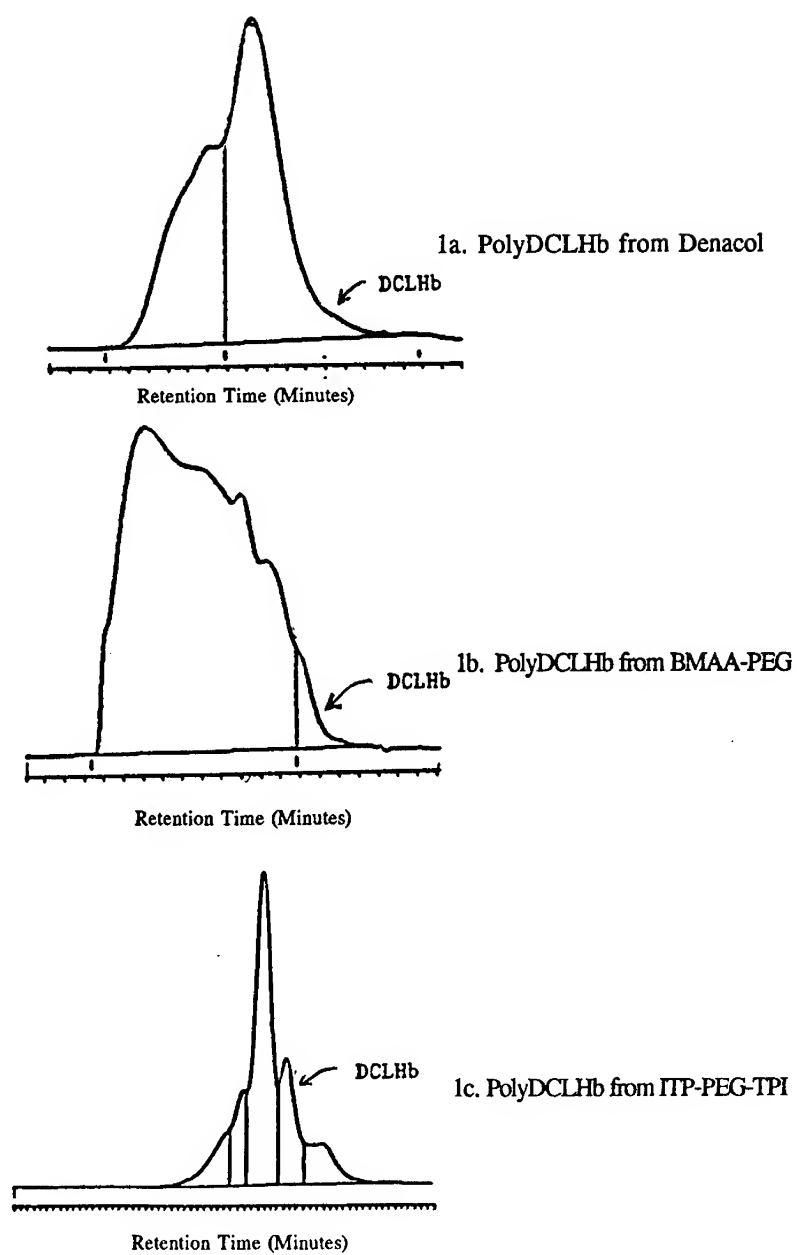 1a. PolyDCLHb from Denacol
DCLHb
Retention Time (Minutes)
1b. PolyDCLHb from BMAA-PEG
DCLHb
Retention Time (Minutes)
DCLHb
1c. PolyDCLHb from ITP-PEG-TPI
Retention Time (Minutes)